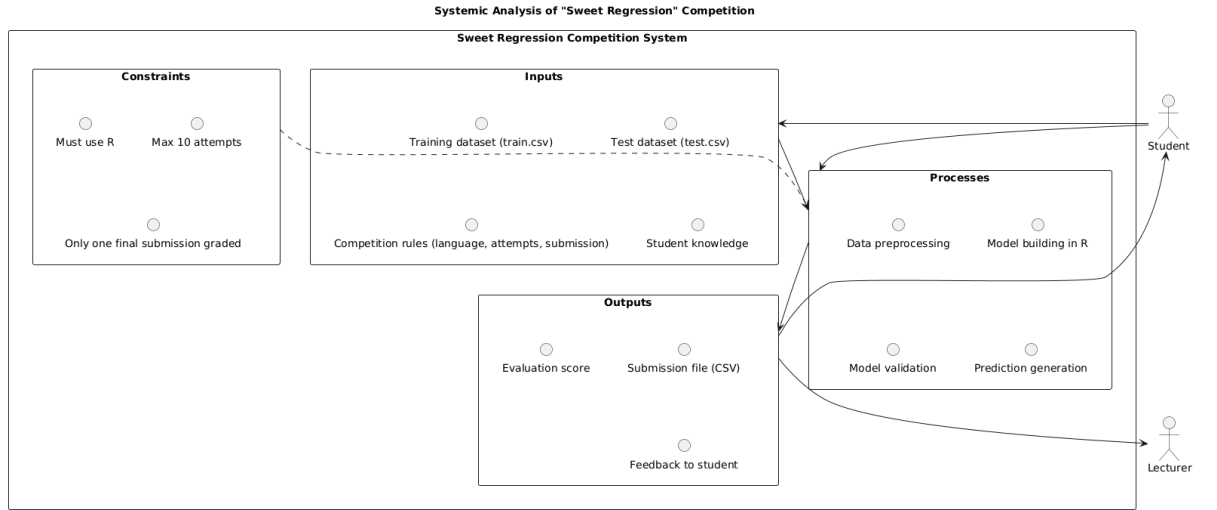 Systemic Analysis of "Sweet Regression" Competition
Sweet Regression Competition System
Constraints
Must use R
Max 10 attempts
Only one final submission graded
Inputs
Training dataset (train.csv)
Test dataset (test.csv)
Competition rules (language, attempts, submission)
Student knowledge
Processes
Data preprocessing
Model building in R
Model validation
Prediction generation
Outputs
Evaluation score
Submission file (CSV)
Feedback to student
Student
Lecturer